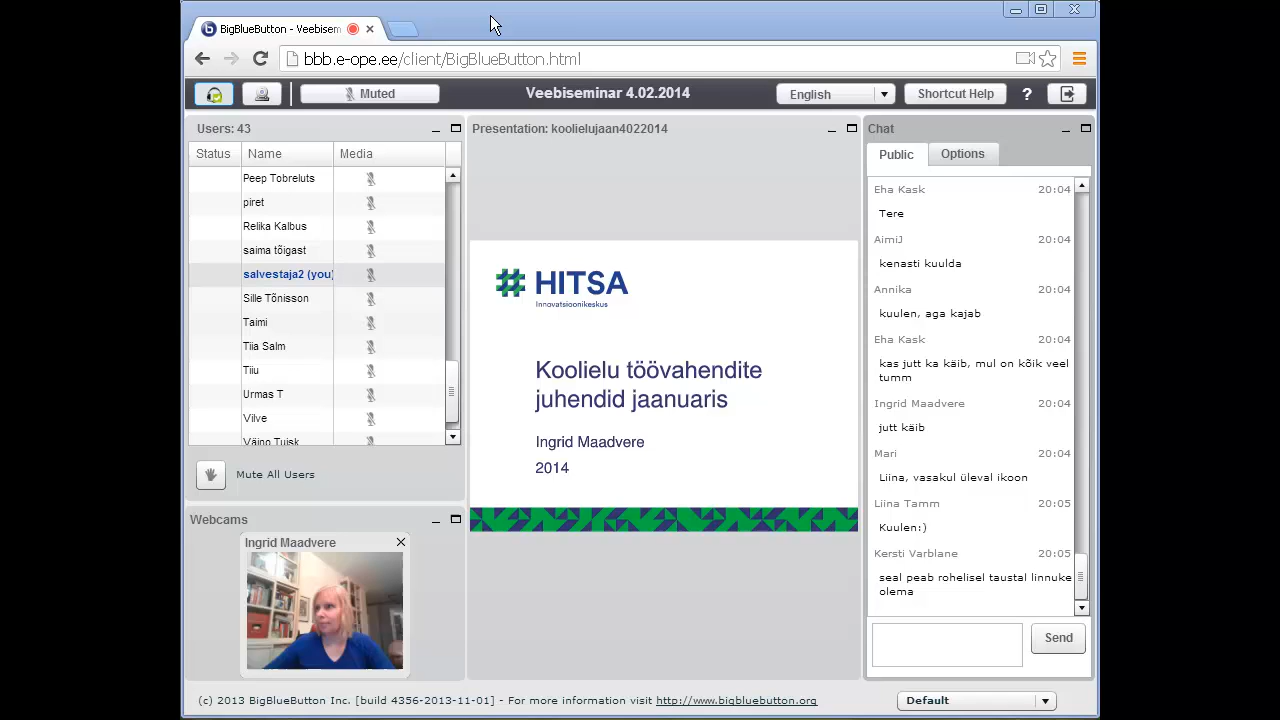 BigBlueButton - Veebisem
bbb.e-ope.ee/client/BigBlueButton.html
Muted
Veebiseminar 4.02.2014
English
Shortcut Help
?
Users: 43
Status Name Media
Peep Tobreluts
piret
Relika Kalbus
saima tõigast
salvestaja2 (you)
Sille Tõnisson
Taimi
Tiia Salm
Tiiu
Urmas T
Vilve
Väino Tuisk
Mute All Users
Webcams
Ingrid Maadvere
Presentation: koolielujaan4022014
HITSA
Innovatsioonikeskus
Koolielu töövahendite
juhendid jaanuaris
Ingrid Maadvere
2014
Chat
Public Options
Eha Kask 20:04
Tere
AimiJ 20:04
kenasti kuulda
Annika 20:04
kuulen, aga kajab
Eha Kask 20:04
kas jutt ka käib, mul on kõik veel
tumm
Ingrid Maadvere 20:04
jutt käib
Mari 20:04
Liina, vasakul üleval ikoon
Liina Tamm 20:05
Kuulen:)
Kersti Varblane 20:05
seal peab rohelisel taustal linnuke
olema
Send
(c) 2013 BigBlueButton Inc. [build 4356-2013-11-01] - For more information visit http://www.bigbluebutton.org
Default